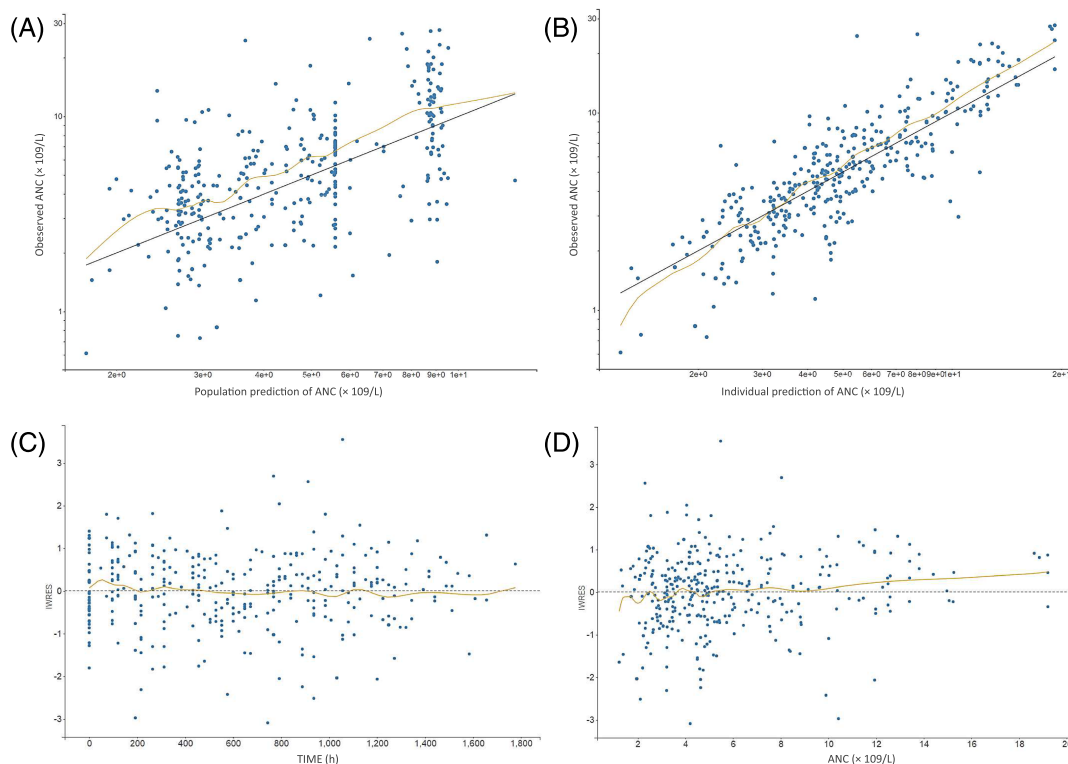 (A)
30
10
1
Obeserved ANC (× 109/L)
2e+0 3e+0 4e+0 5e+0 6e+0 7e+0 8e+0 9e+0 1e+1
Population prediction of ANC (× 109/L)
(B)
30
10
1
Obeserved ANC (× 109/L)
2e+0 3e+0 4e+0 5e+0 6e+0 7e+0 8e+09e+01e+1 2e+1
Individual prediction of ANC (× 109/L)
(C)
3
2
1
0
-1
-2
-3
IWRES
0 200 400 600 800 1,000 1,200 1,400 1,600 1,800
TIME (h)
(D)
3
2
1
0
-1
-2
-3
IWRES
2 4 6 8 10 12 14 16 18 20
ANC (× 109/L)